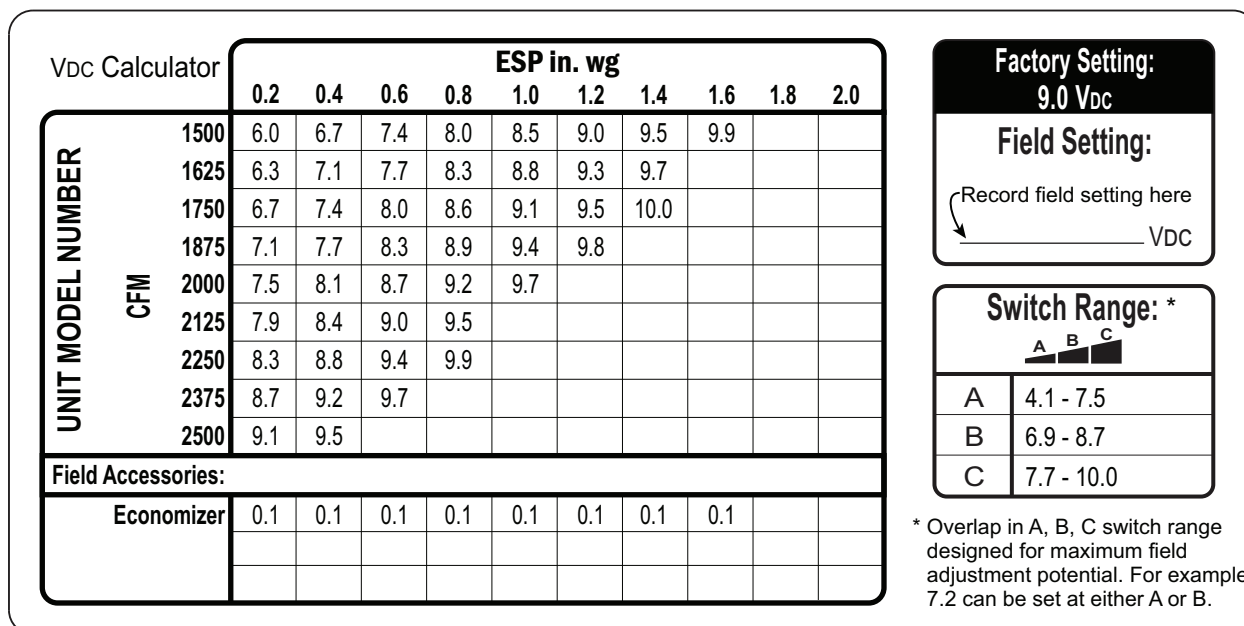 VDC Calculator
ESP in. wg
0.2 0.4 0.6 0.8 1.0 1.2 1.4 1.6 1.8 2.0
UNIT MODEL NUMBER
CFM
1500 6.0 6.7 7.4 8.0 8.5 9.0 9.5 9.9
1625 6.3 7.1 7.7 8.3 8.8 9.3 9.7
1750 6.7 7.4 8.0 8.6 9.1 9.5 10.0
1875 7.1 7.7 8.3 8.9 9.4 9.8
2000 7.5 8.1 8.7 9.2 9.7
2125 7.9 8.4 9.0 9.5
2250 8.3 8.8 9.4 9.9
2375 8.7 9.2 9.7
2500 9.1 9.5
Field Accessories:
Economizer 0.1 0.1 0.1 0.1 0.1 0.1 0.1 0.1
Factory Setting:
9.0 VDC
Field Setting:
Record field setting here
VDC
Switch Range: *
A B C
A 4.1 - 7.5
B 6.9 - 8.7
C 7.7 - 10.0
* Overlap in A, B, C switch range
designed for maximum field
adjustment potential. For example
7.2 can be set at either A or B.